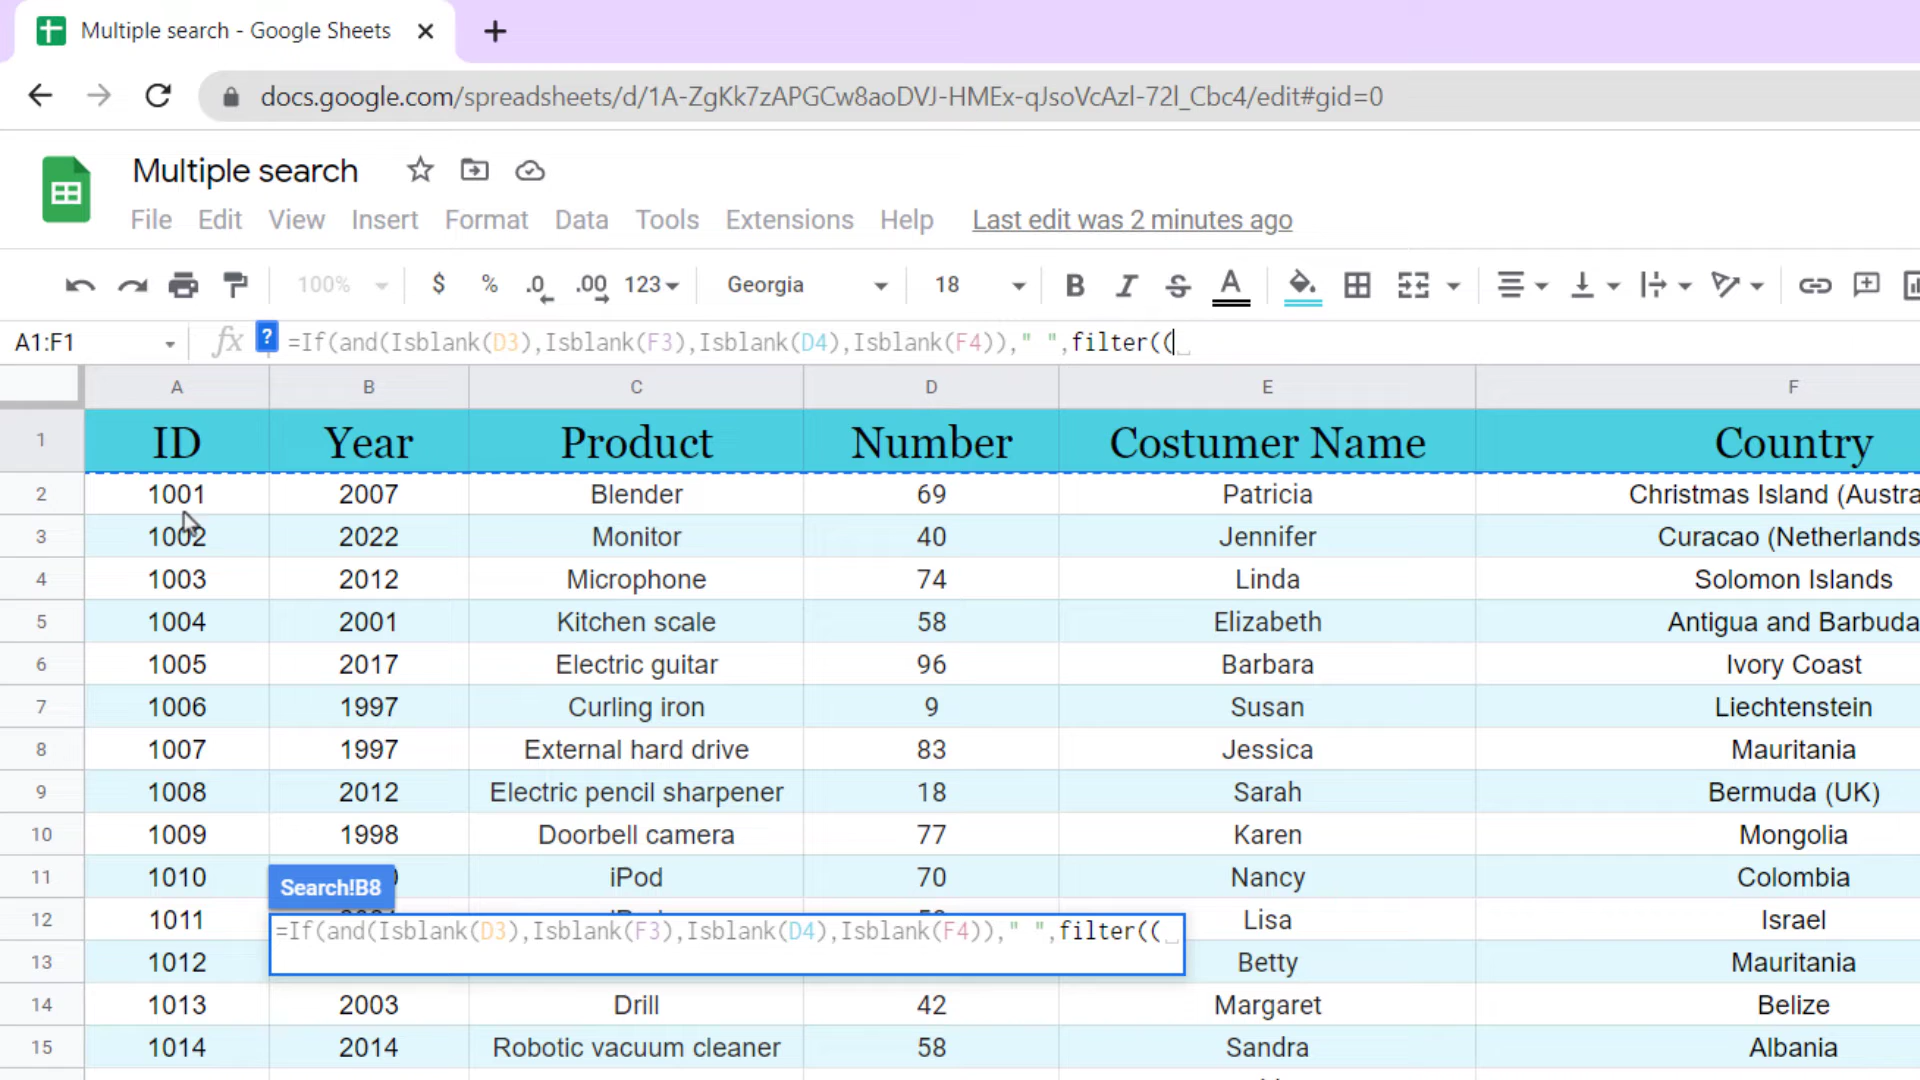 Multiple search - Google Sheets
docs.google.com/spreadsheets/d/1A-ZgKk7zAPGCw8aoDVJ-HMEx-qJsoVcAzl-72l_Cbc4/edit#gid=0
Multiple search
File Edit View Insert Format Data Tools Extensions Help Last edit was 2 minutes ago
100% $ % .0 .00 123 Georgia 18 B I S A
A1:F1 fx ? =If(and(Isblank(D3),Isblank(F3),Isblank(D4),Isblank(F4))," ",filter((
A B C D E F
1 ID Year Product Number Costumer Name Country
2 1001 2007 Blender 69 Patricia Christmas Island (Austra
3 1002 2022 Monitor 40 Jennifer Curacao (Netherlands
4 1003 2012 Microphone 74 Linda Solomon Islands
5 1004 2001 Kitchen scale 58 Elizabeth Antigua and Barbuda
6 1005 2017 Electric guitar 96 Barbara Ivory Coast
7 1006 1997 Curling iron 9 Susan Liechtenstein
8 1007 1997 External hard drive 83 Jessica Mauritania
9 1008 2012 Electric pencil sharpener 18 Sarah Bermuda (UK)
10 1009 1998 Doorbell camera 77 Karen Mongolia
11 1010 Search!B8 iPod 70 Nancy Colombia
12 1011 Lisa Israel
=If(and(Isblank(D3),Isblank(F3),Isblank(D4),Isblank(F4))," ",filter((
13 1012 Betty Mauritania
14 1013 2003 Drill 42 Margaret Belize
15 1014 2014 Robotic vacuum cleaner 58 Sandra Albania